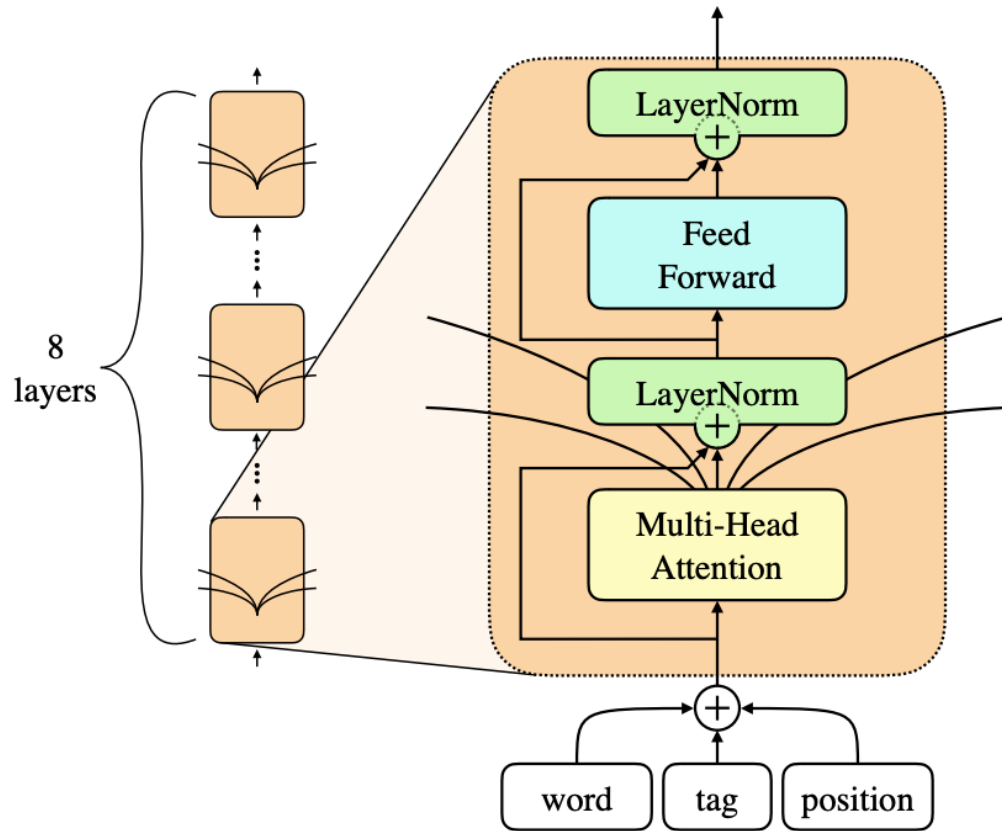 8
layers
LayerNorm
+
Feed
Forward
LayerNorm
+
Multi-Head
Attention
+
word
tag
position